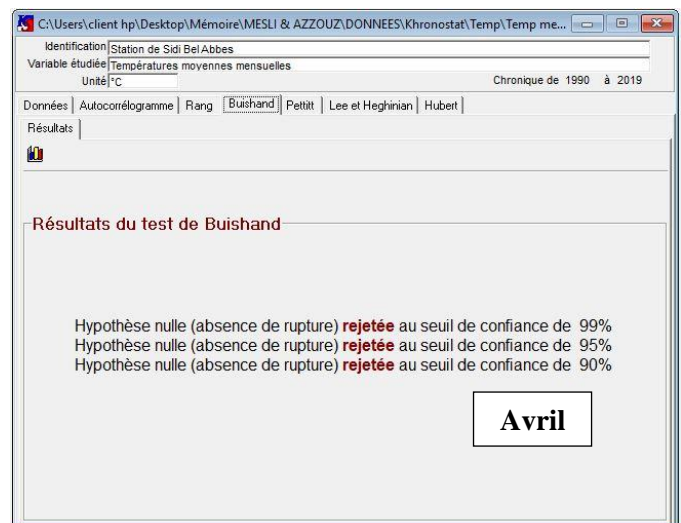 C:\Users\client hp\Desktop\Mémoire\MESLI & AZZOUZ\DONNEES\Khronostat\Temp\Temp me...
Identification Station de Sidi Bel Abbes
Variable étudiée Températures moyennes mensuelles
Unité °C Chronique de 1990 à 2019
Données Autocorrélogramme Rang Buishand Pettitt Lee et Heghinian Hubert
Résultats
Résultats du test de Buishand
Hypothèse nulle (absence de rupture) rejetée au seuil de confiance de 99%
Hypothèse nulle (absence de rupture) rejetée au seuil de confiance de 95%
Hypothèse nulle (absence de rupture) rejetée au seuil de confiance de 90%
Avril